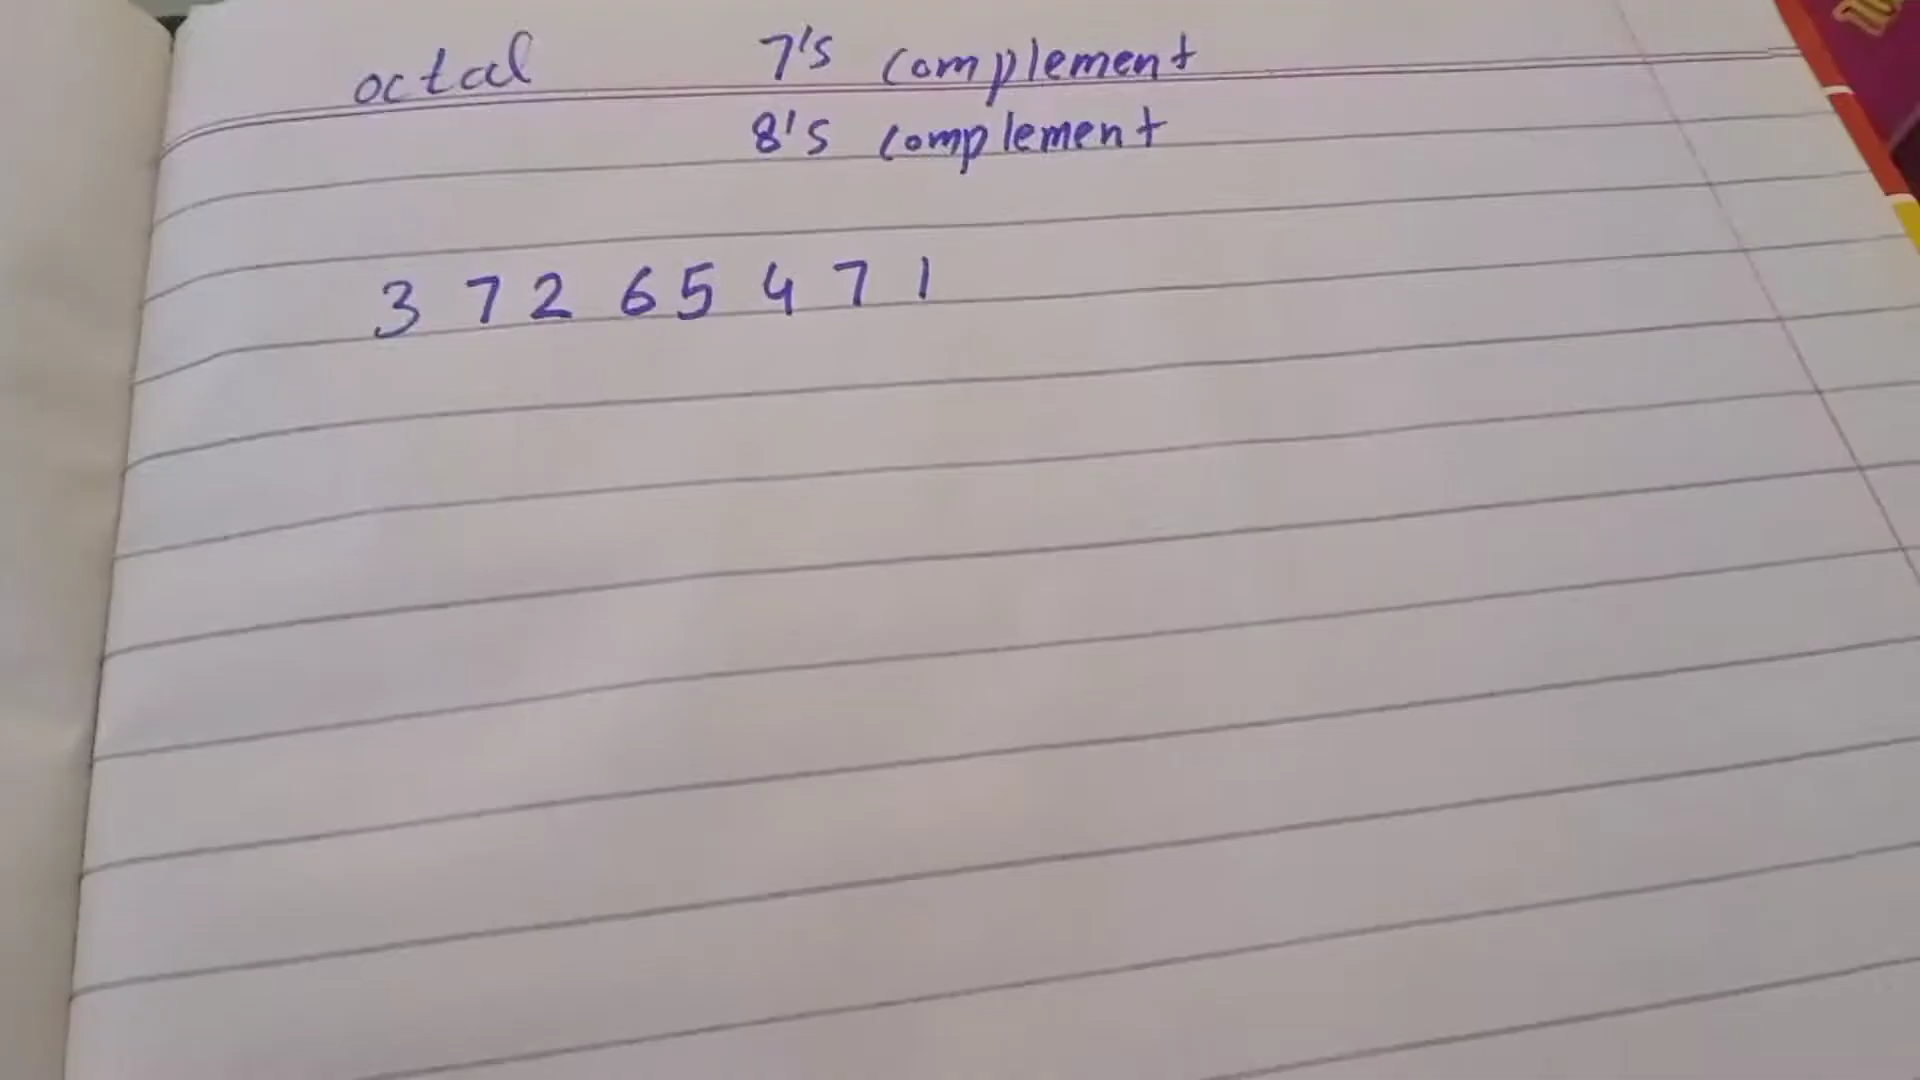 octal 7's complement
8's complement
3 7 2 6 5 4 7 1